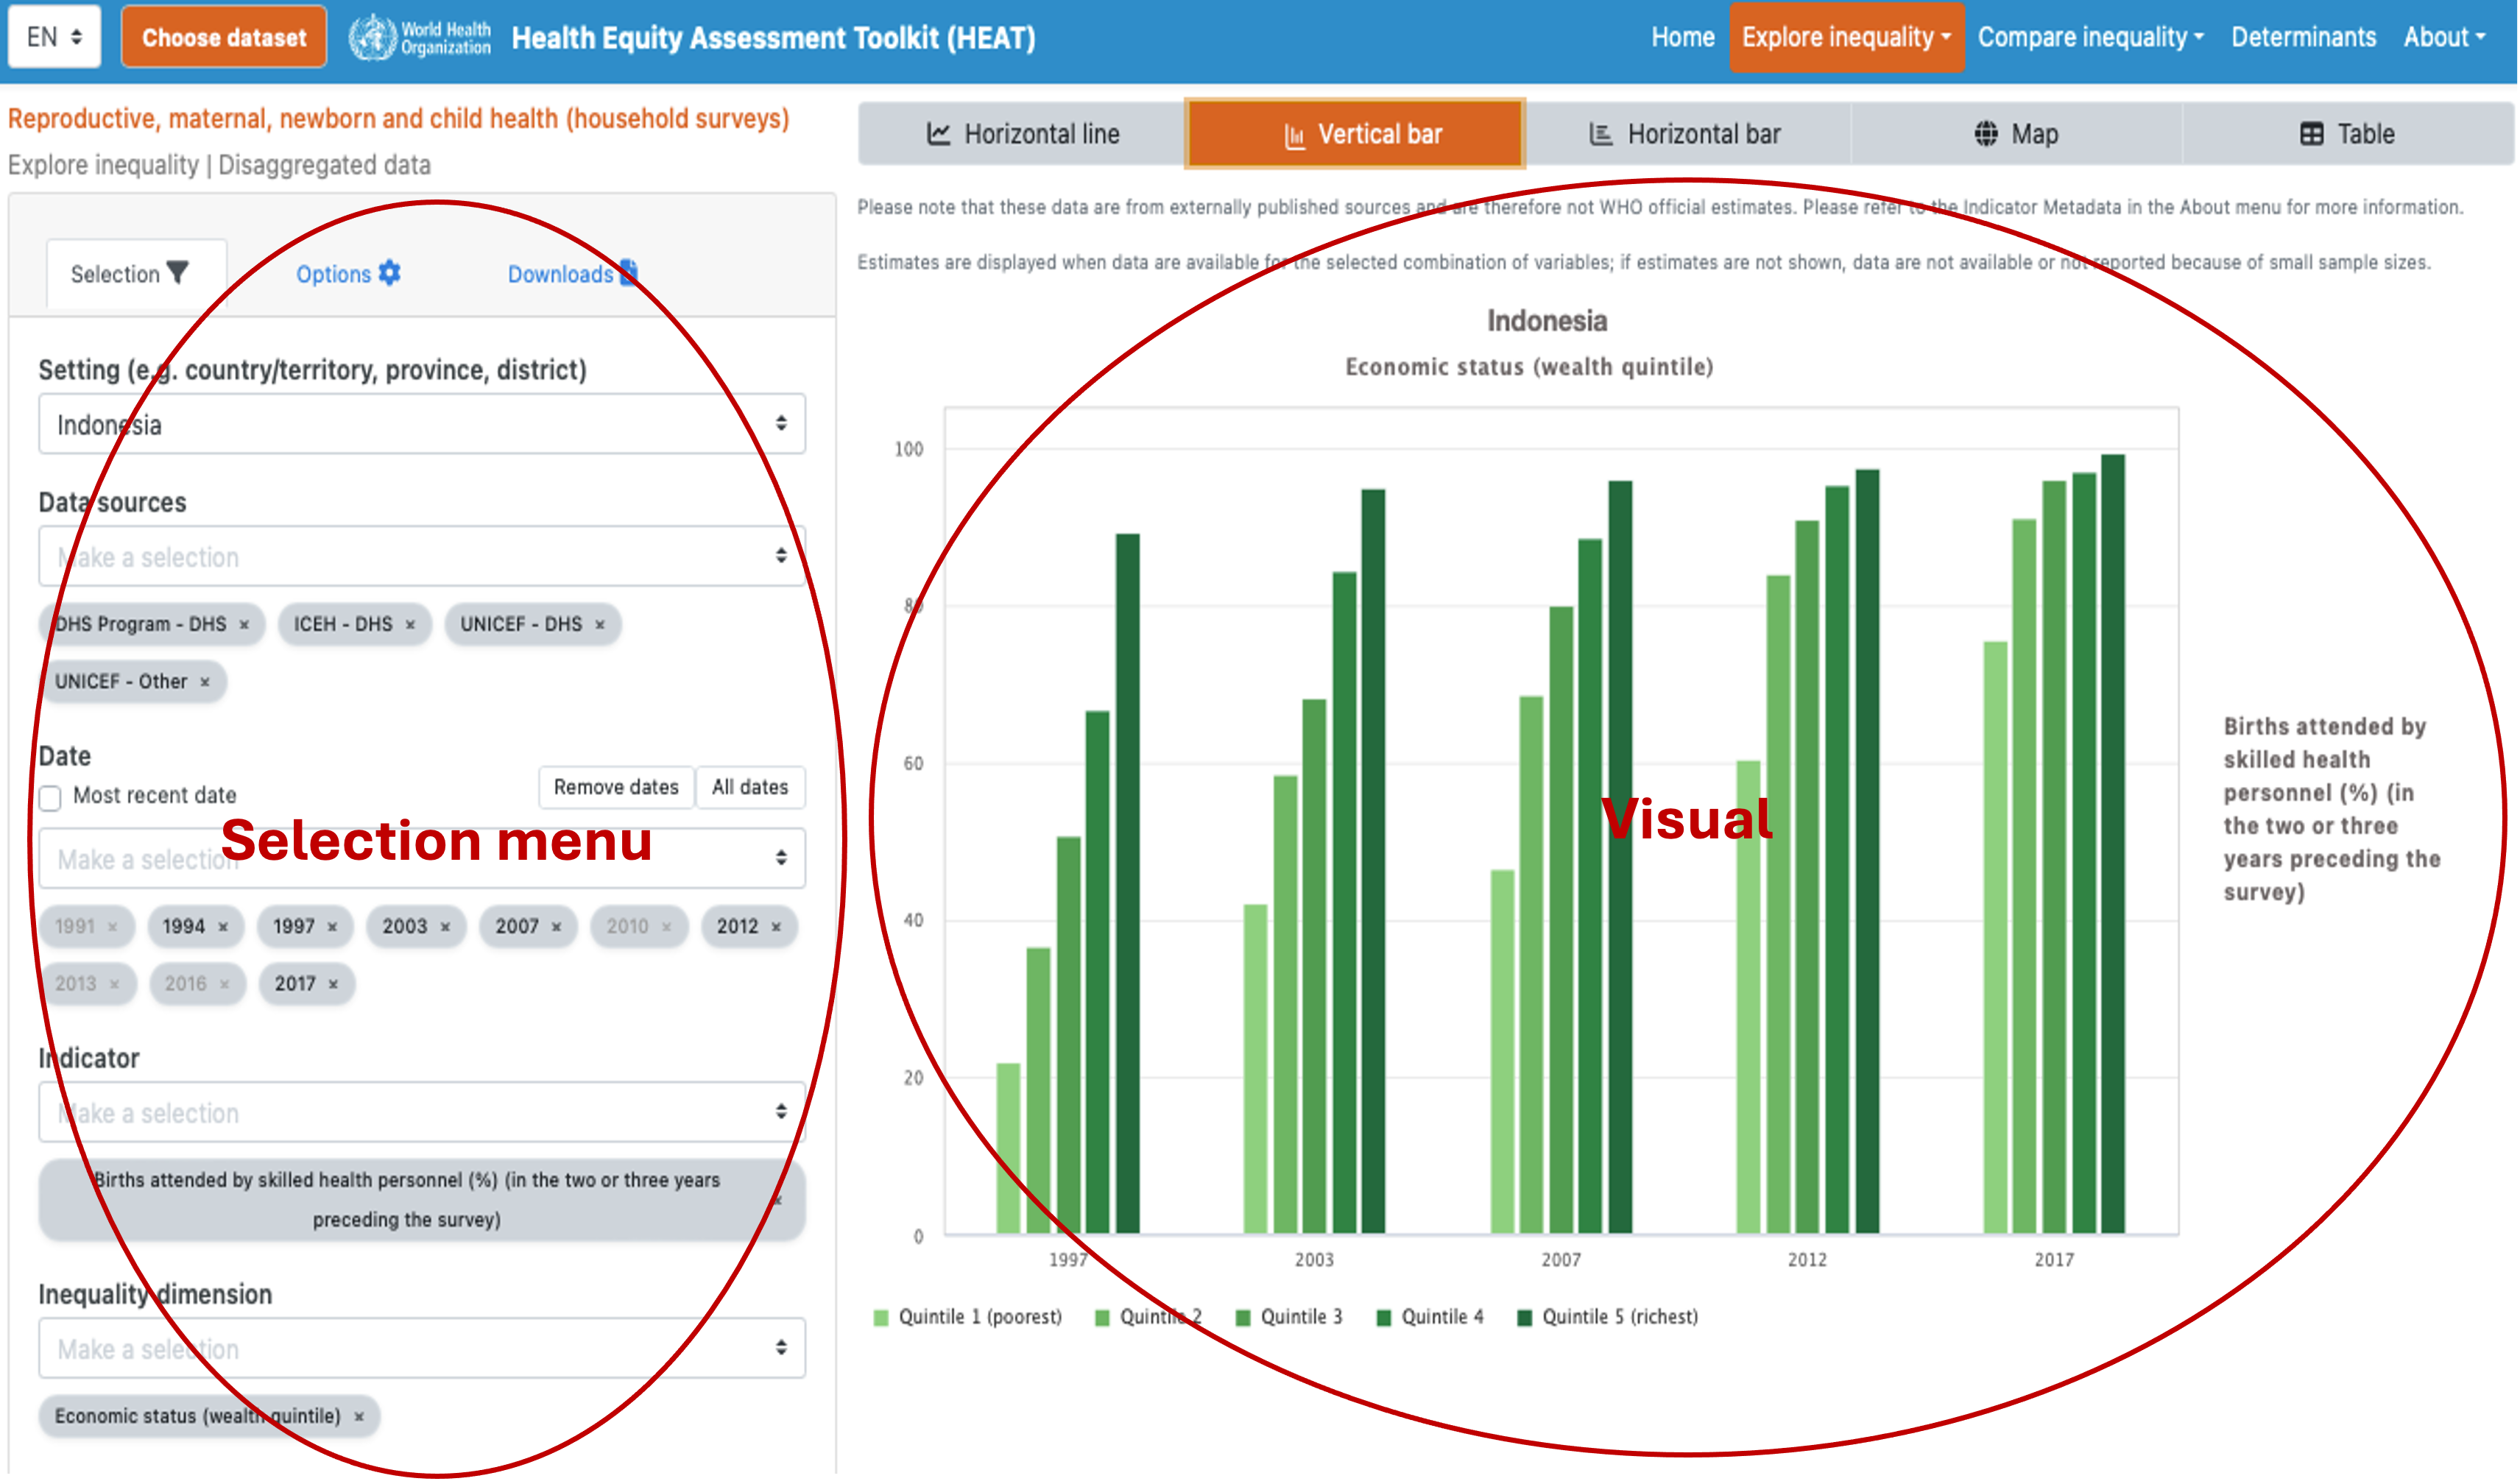 EN
Choose dataset
World Health
Organization
Health Equity Assessment Toolkit (HEAT)
Home
Explore inequality
Compare inequality
Determinants
About
Reproductive, maternal, newborn and child health (household surveys)
Explore inequality | Disaggregated data
Selection
Options
Downloads
Setting (e.g. country/territory, province, district)
Indonesia
Data sources
Make a selection
DHS Program - DHS ×
ICEH - DHS ×
UNICEF - DHS ×
UNICEF - Other ×
Date
Most recent date
Remove dates
All dates
Make a selection
Selection menu
1991 ×
1994 ×
1997 ×
2003 ×
2007 ×
2010 ×
2012 ×
2013 ×
2016 ×
2017 ×
Indicator
Make a selection
Births attended by skilled health personnel (%) (in the two or three years
preceding the survey) ×
Inequality dimension
Make a selection
Economic status (wealth quintile) ×
Horizontal line
Vertical bar
Horizontal bar
Map
Table
Please note that these data are from externally published sources and are therefore not WHO official estimates. Please refer to the Indicator Metadata in the About menu for more information.
Estimates are displayed when data are available for the selected combination of variables; if estimates are not shown, data are not available or not reported because of small sample sizes.
Indonesia
Economic status (wealth quintile)
100
80
60
40
20
0
Visual
Births attended by
skilled health
personnel (%) (in
the two or three
years preceding the
survey)
1997
2003
2007
2012
2017
Quintile 1 (poorest)
Quintile 2
Quintile 3
Quintile 4
Quintile 5 (richest)